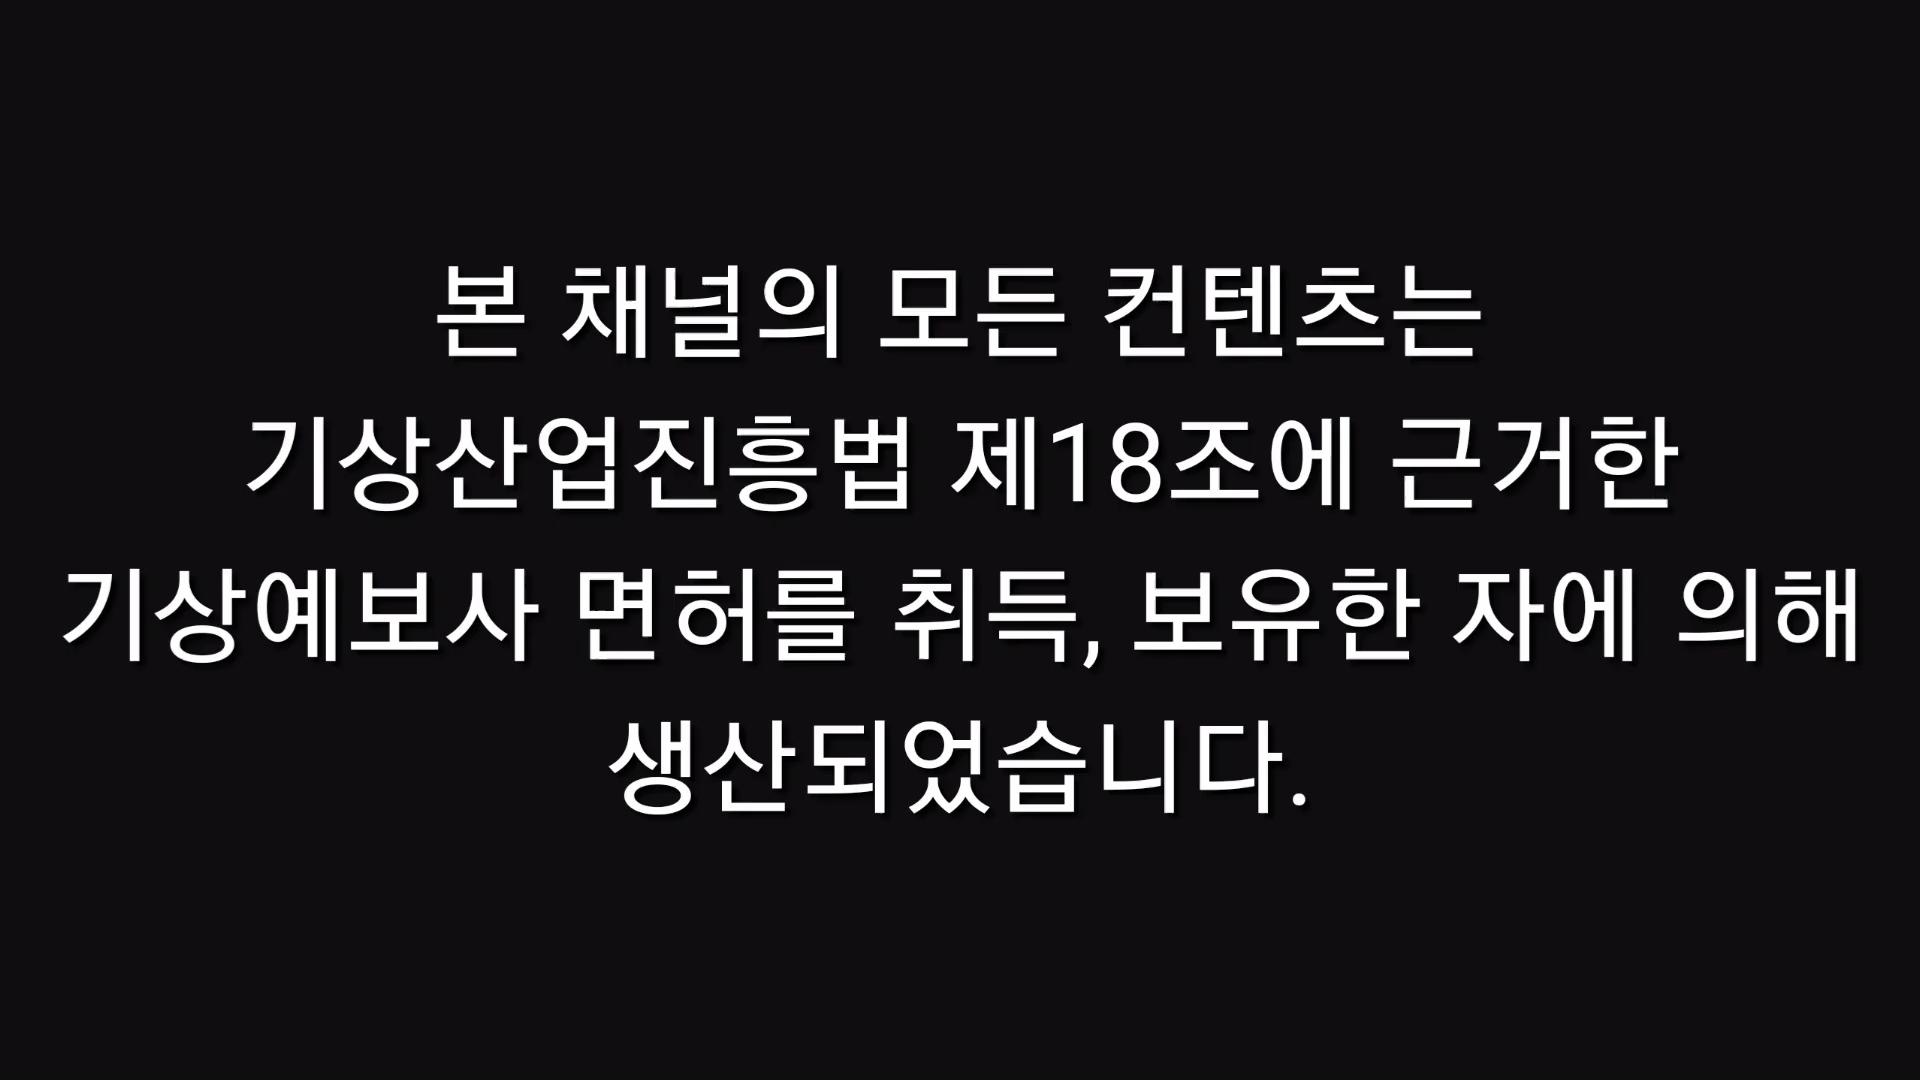 본 채널의 모든 컨텐츠는
기상산업진흥법 제18조에 근거한
기상예보사 면허를 취득, 보유한 자에 의해
생산되었습니다.